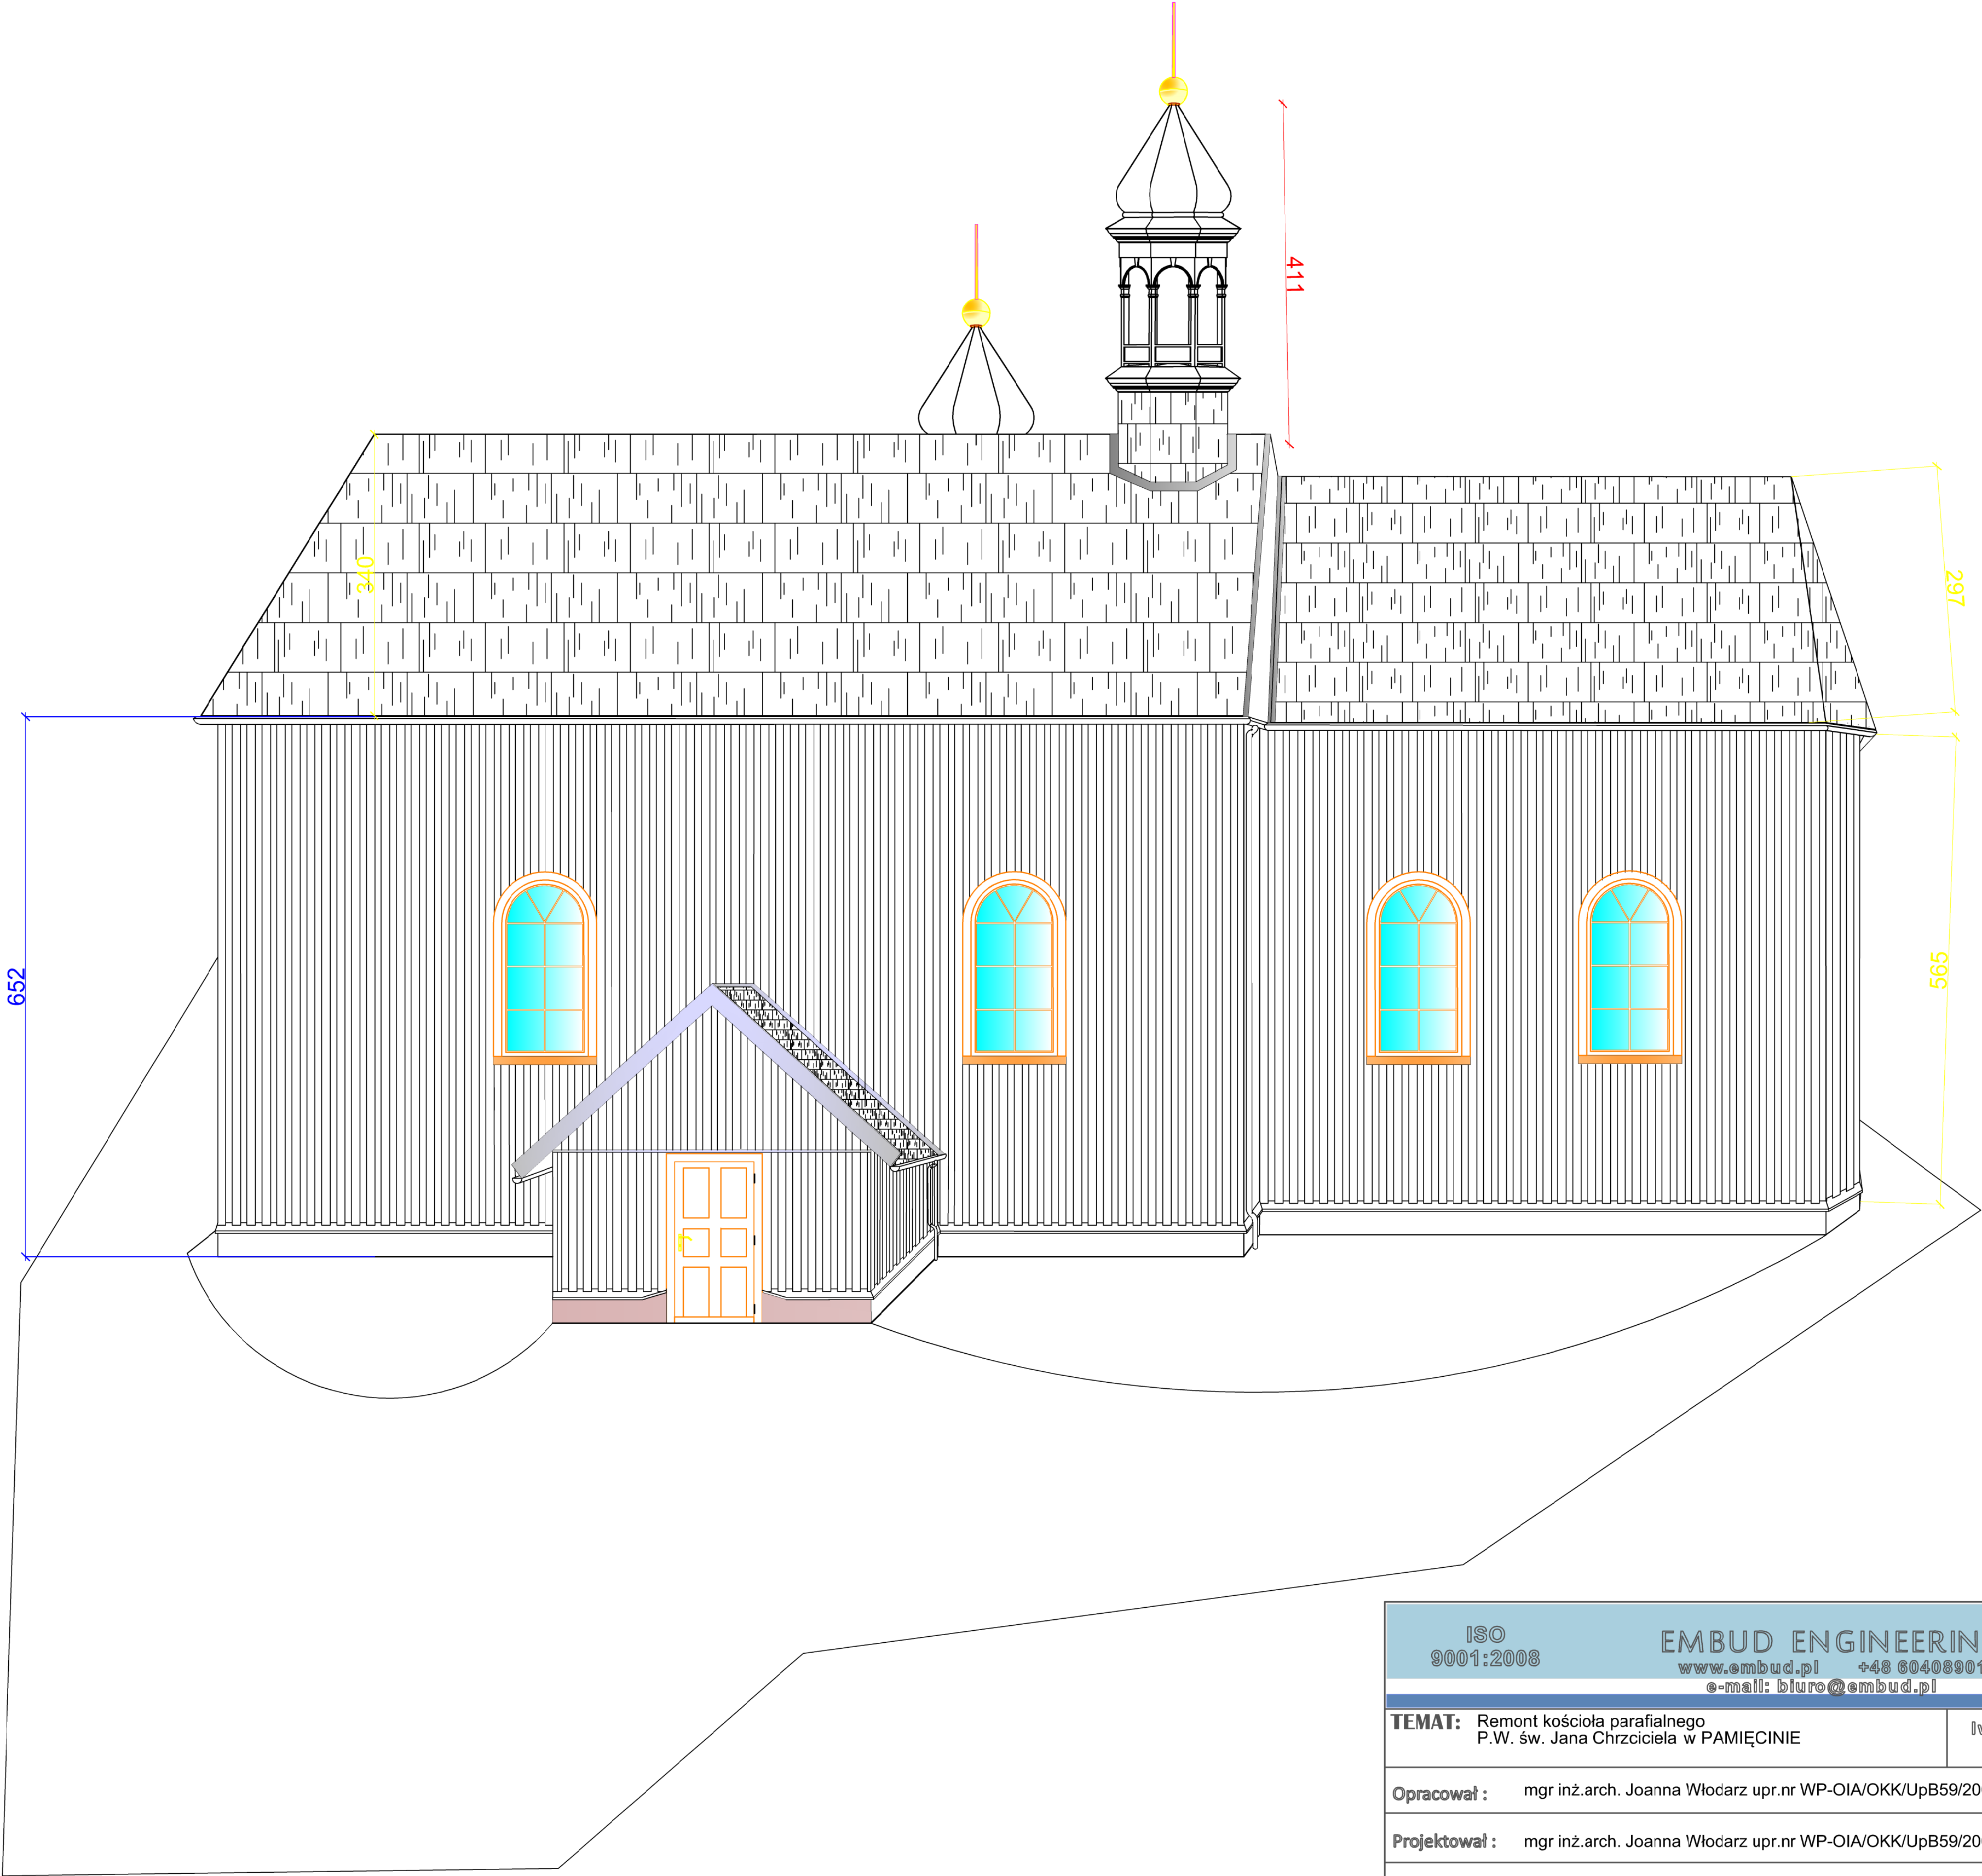 411
340
297
652
565
ISO
9001:2008
EMBUD ENGINEERIN
www.embud.pl +48 60408901
e-mail: biuro@embud.pl
TEMAT: Remont kościoła parafialnego
P.W. św. Jana Chrzciciela w PAMIĘCINIE
Opracował : mgr inż.arch. Joanna Włodarz upr.nr WP-OIA/OKK/UpB59/20
Projektował : mgr inż.arch. Joanna Włodarz upr.nr WP-OIA/OKK/UpB59/20